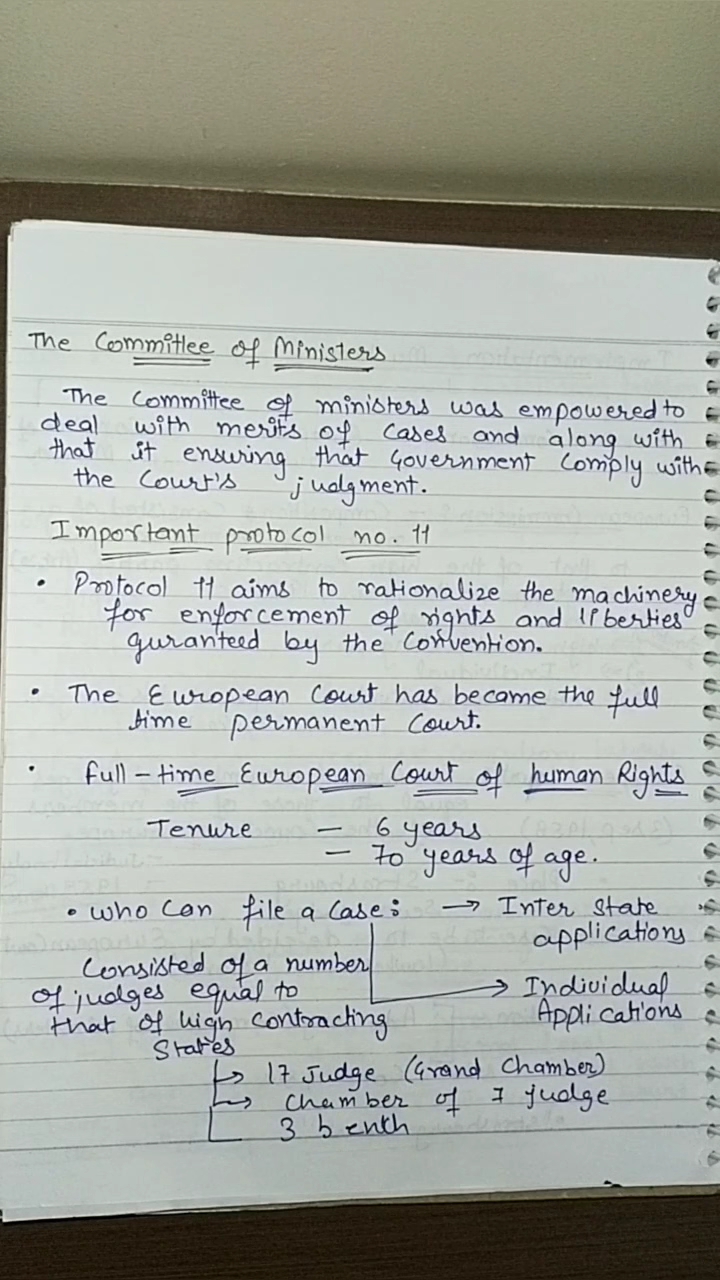 The Committee of Ministers
The Committee of ministers was empowered to
deal with merits of cases and along with
that it ensuring that Government Comply with
the Court's judgment.
Important protocol no. 11
• Protocol 11 aims to rationalize the machinery
for enforcement of rights and liberties
guranteed by the Convention.
• The European Court has become the full
time permanent Court.
• full-time European Court of human Rights
Tenure — 6 years
— 70 years of age.
• who can file a case: → Inter state
applications
Consisted of a number
of judges equal to → Individual
that of high contracting Applications
States
↳ 17 Judge (Grand Chamber)
↳ chamber of 7 judge
3 benth